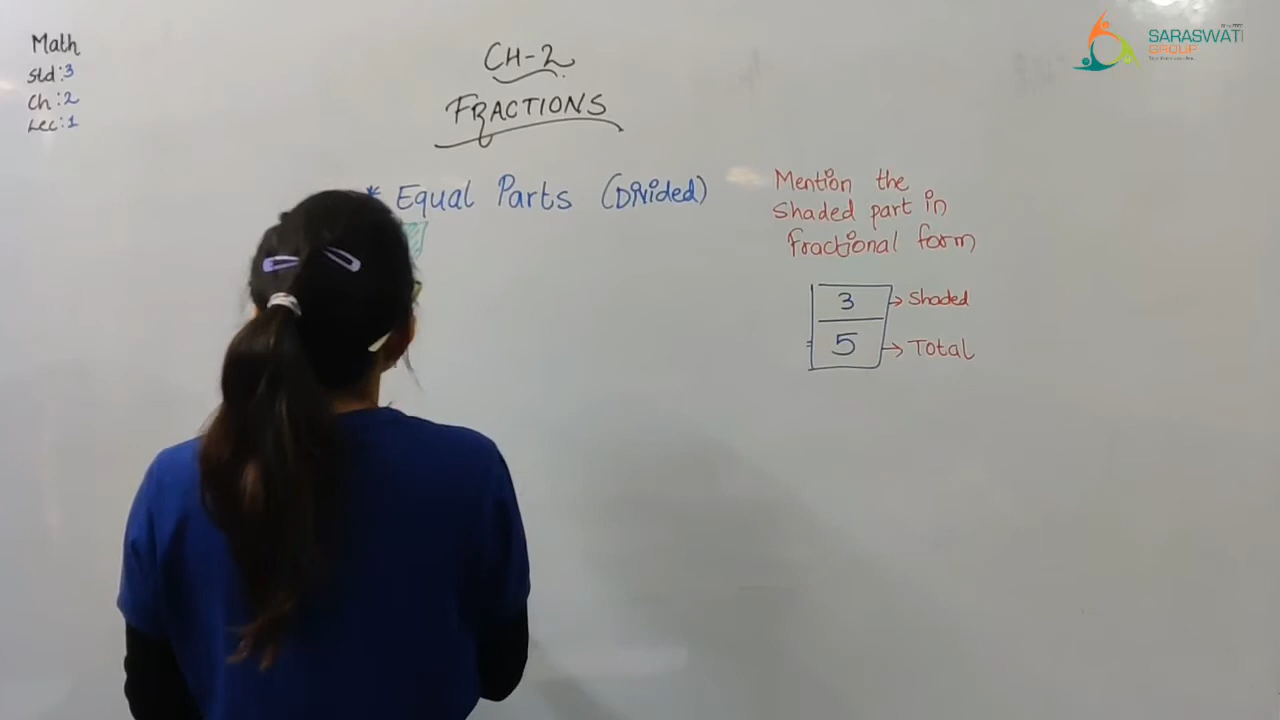 Math
Std:3
Ch:2
Lec:1
CH-2
FRACTIONS
* Equal Parts (Divided)
Mention the
Shaded part in
Fractional form
3 → Shaded
5 → Total
SARASWATI
GROUP